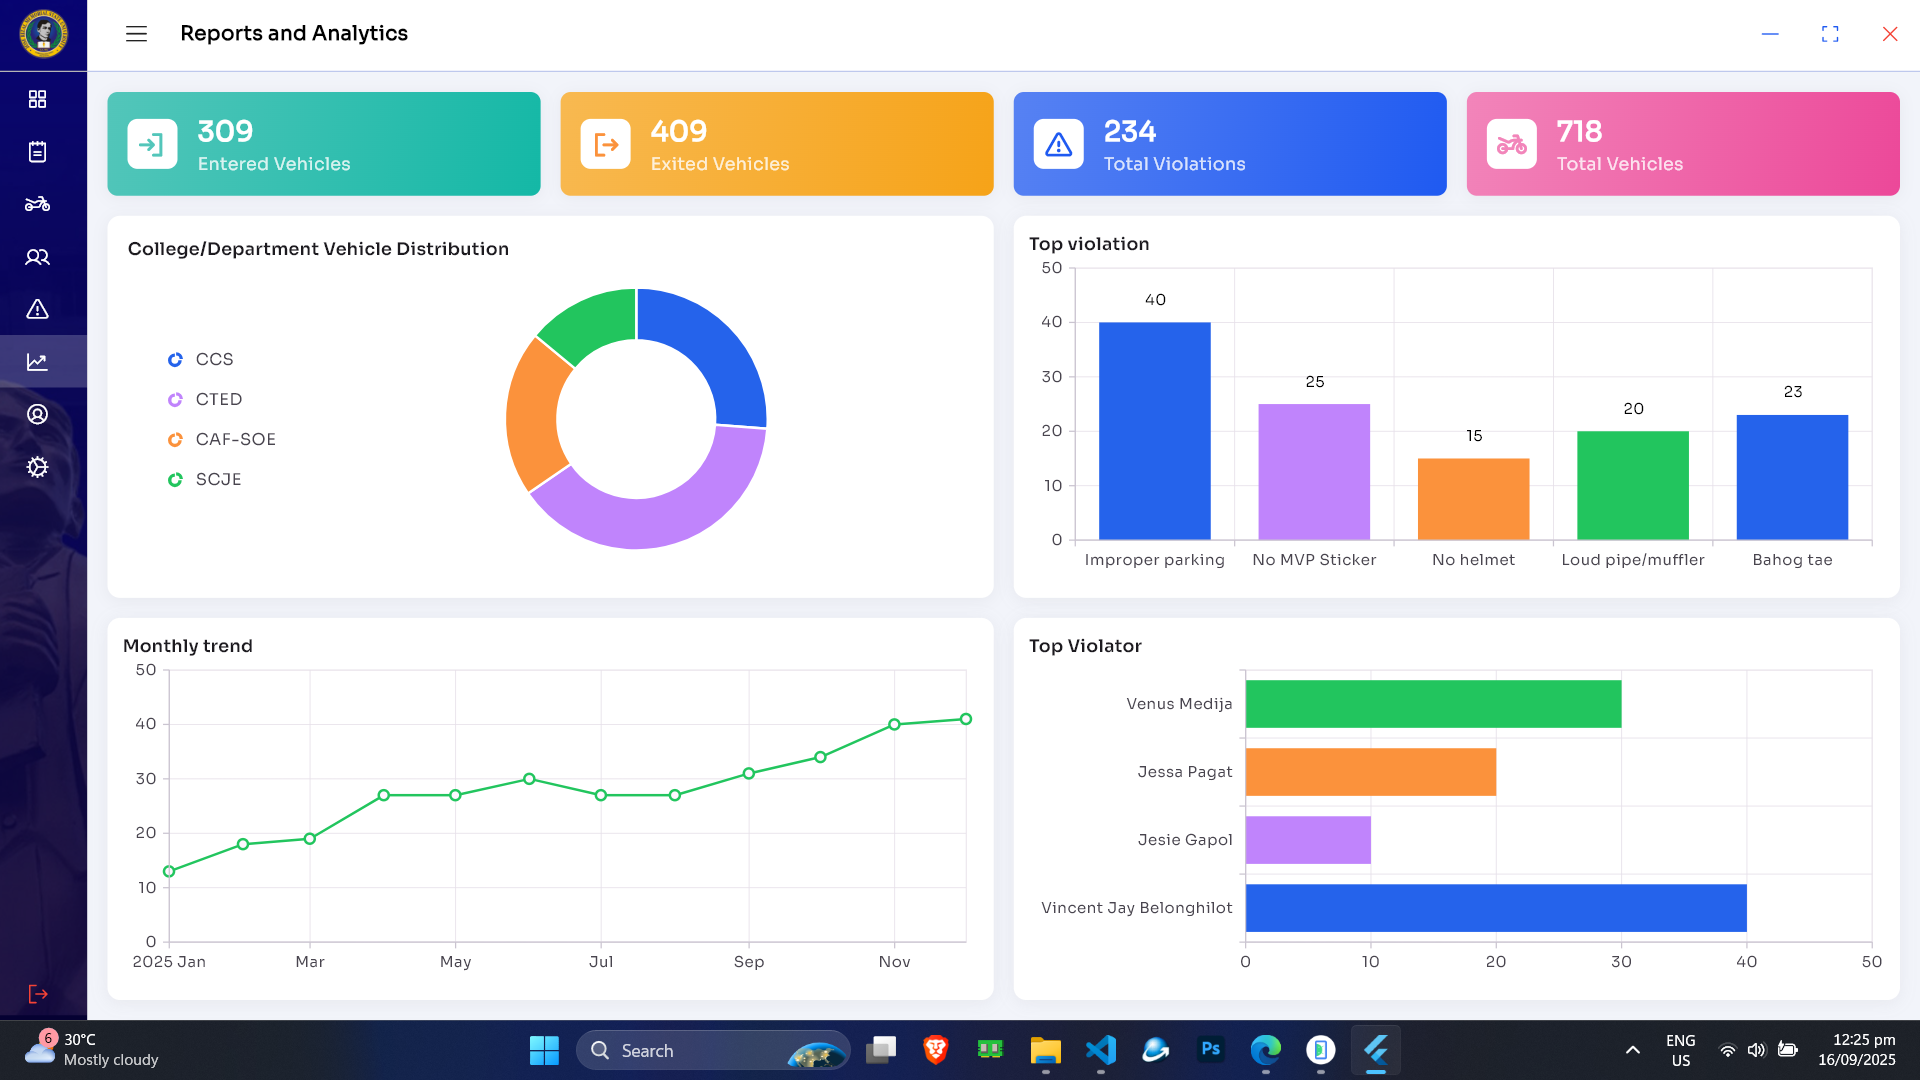 Reports and Analytics
309
Entered Vehicles
409
Exited Vehicles
234
Total Violations
718
Total Vehicles
College/Department Vehicle Distribution
CCS
CTED
CAF-SOE
SCJE
Top violation
50
40
30
20
10
0
40
25
15
20
23
Improper parking
No MVP Sticker
No helmet
Loud pipe/muffler
Bahog tae
Monthly trend
50
40
30
20
10
0
2025 Jan
Mar
May
Jul
Sep
Nov
Top Violator
Venus Medija
Jessa Pagat
Jesie Gapol
Vincent Jay Belonghilot
0
10
20
30
40
50
6
30°C
Mostly cloudy
Search
Ps
ENG
US
12:25 pm
16/09/2025